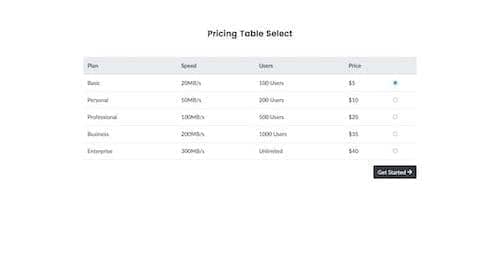 Pricing Table Select
Plan Speed Users Price
Basic 20MB/s 100 Users $5
Personal 50MB/s 200 Users $10
Professional 100MB/s 500 Users $20
Business 200MB/s 1000 Users $35
Enterprise 300MB/s Unlimited $40
Get Started →